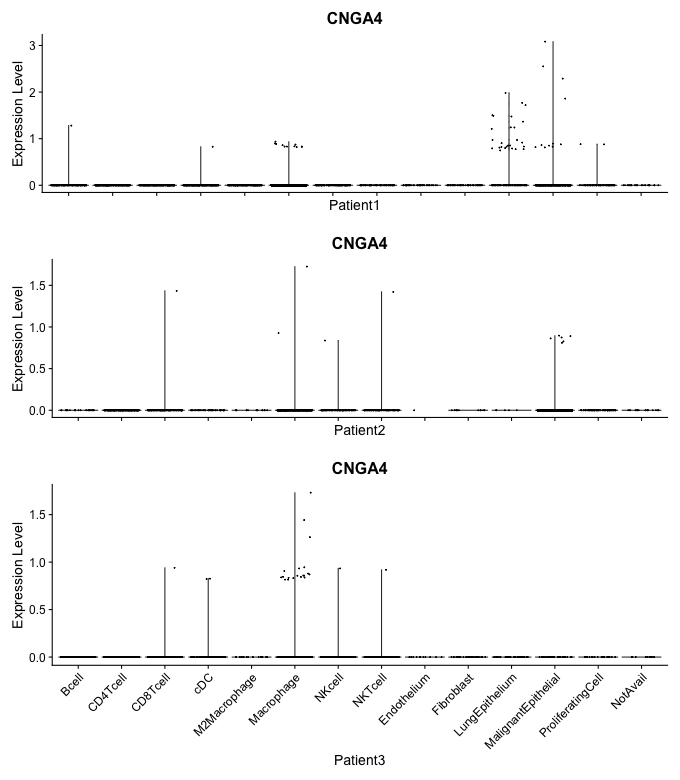 CNGA4
Expression Level
3
2
1
0
Patient1
CNGA4
Expression Level
1.5
1.0
0.5
0.0
Patient2
CNGA4
Expression Level
1.5
1.0
0.5
0.0
Bcell
CD4Tcell
CD8Tcell
cDC
M2Macrophage
Macrophage
NKcell
NKTcell
Endothelium
Fibroblast
LungEpithelium
MalignantEpithelial
ProliferatingCell
NotAvail
Patient3